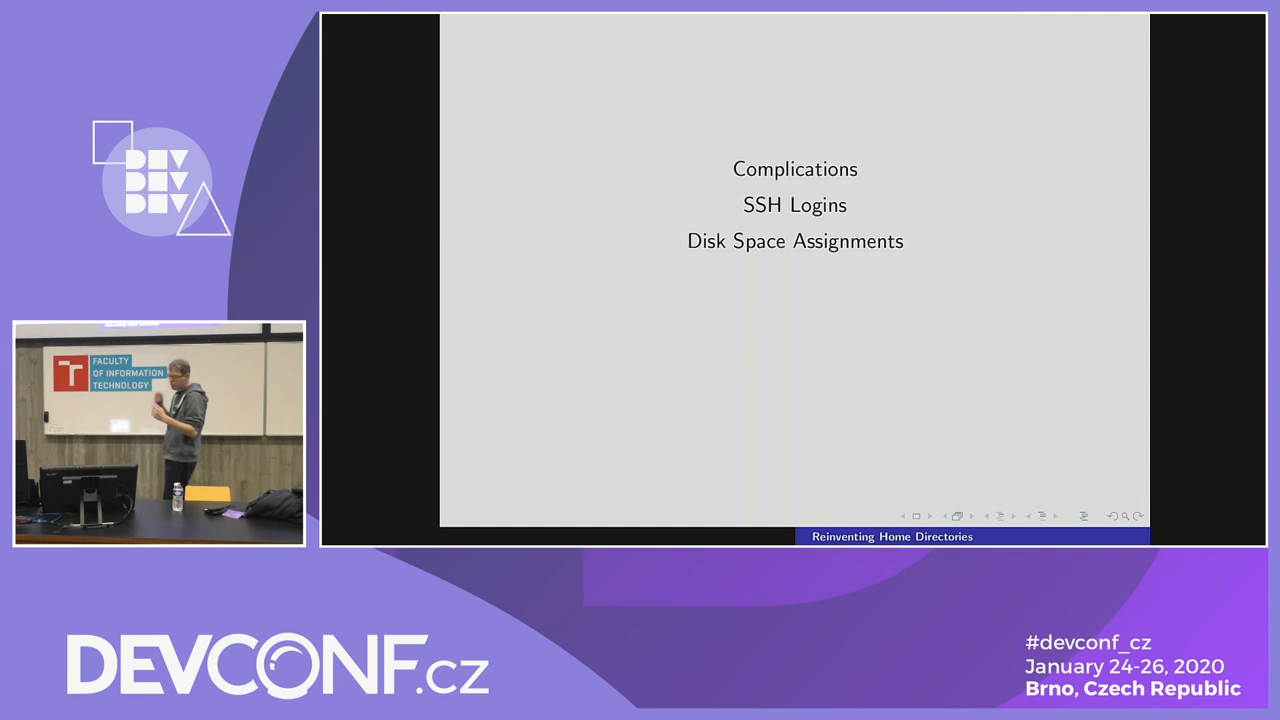 DEV
DEV
DEV
Complications
SSH Logins
Disk Space Assignments
Reinventing Home Directories
FACULTY
OF INFORMATION
TECHNOLOGY
DEVCONF.cz
#devconf_cz
January 24-26, 2020
Brno, Czech Republic